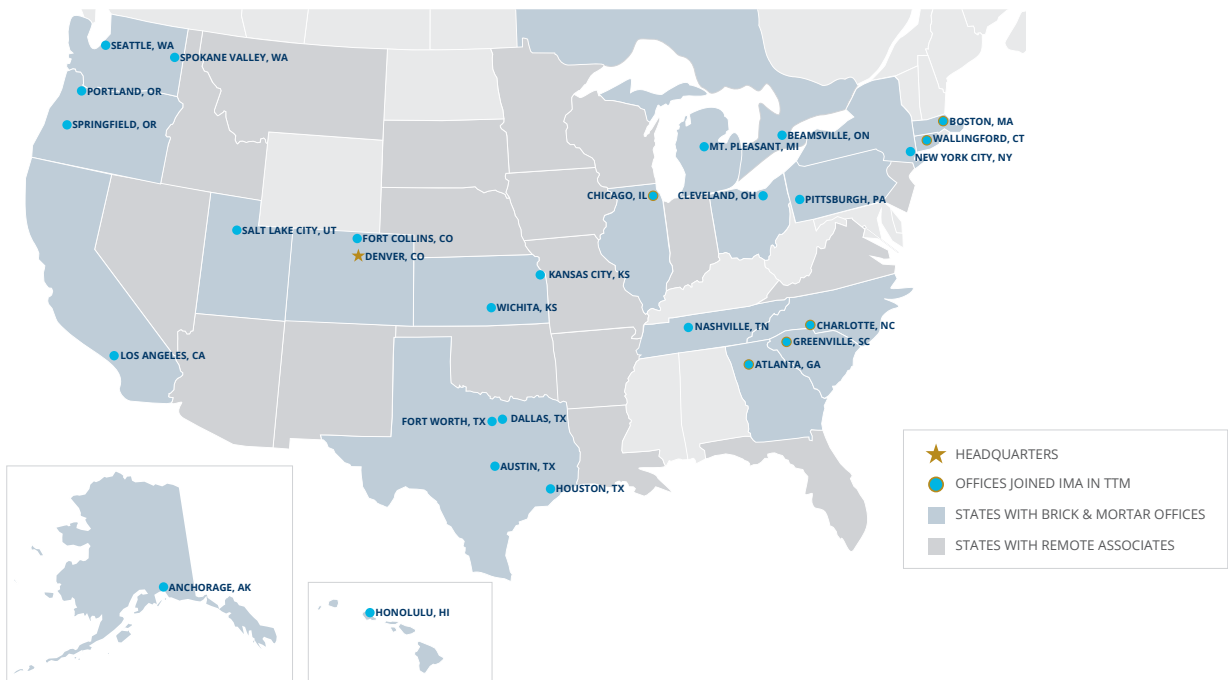 SEATTLE, WA
SPOKANE VALLEY, WA
PORTLAND, OR
SPRINGFIELD, OR
BOSTON, MA
BEAMSVILLE, ON
WALLINGFORD, CT
MT. PLEASANT, MI
NEW YORK CITY, NY
CHICAGO, IL
CLEVELAND, OH
PITTSBURGH, PA
SALT LAKE CITY, UT
FORT COLLINS, CO
DENVER, CO
KANSAS CITY, KS
WICHITA, KS
NASHVILLE, TN
CHARLOTTE, NC
GREENVILLE, SC
LOS ANGELES, CA
ATLANTA, GA
FORT WORTH, TX
DALLAS, TX
AUSTIN, TX
HOUSTON, TX
ANCHORAGE, AK
HONOLULU, HI
HEADQUARTERS
OFFICES JOINED IMA IN TTM
STATES WITH BRICK & MORTAR OFFICES
STATES WITH REMOTE ASSOCIATES